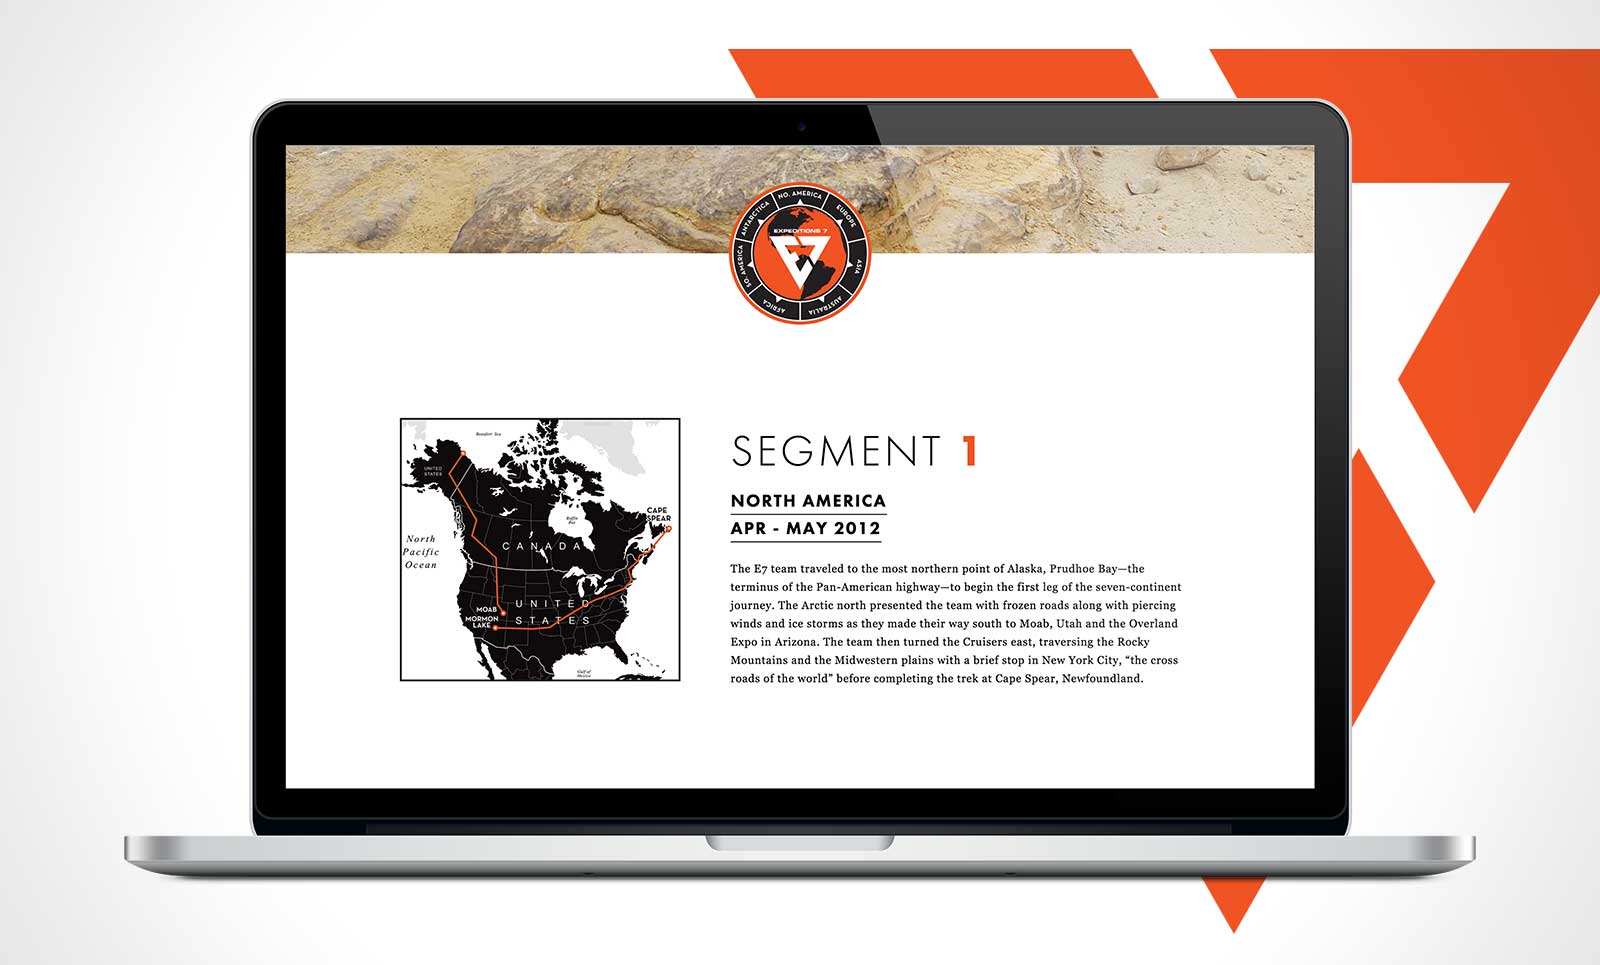 NO. AMERICA
EUROPE
ASIA
AUSTRALIA
AFRICA
SO. AMERICA
ANTARCTICA
EXPEDITIONS 7
E7
Beaufort Sea
UNITED
STATES
CAPE
SPEAR
Baffin
Bay
North
Pacific
Ocean
CANADA
MOAB
MORMON
LAKE
UNITED
STATES
Gulf of
Mexico
SEGMENT 1
NORTH AMERICA
APR - MAY 2012
The E7 team traveled to the most northern point of Alaska, Prudhoe Bay—the
terminus of the Pan-American highway—to begin the first leg of the seven-continent
journey. The Arctic north presented the team with frozen roads along with piercing
winds and ice storms as they made their way south to Moab, Utah and the Overland
Expo in Arizona. The team then turned the Cruisers east, traversing the Rocky
Mountains and the Midwestern plains with a brief stop in New York City, “the cross
roads of the world” before completing the trek at Cape Spear, Newfoundland.